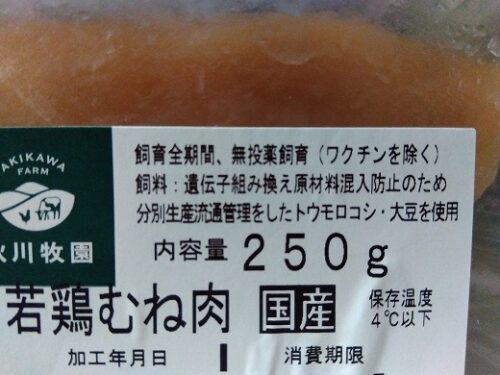 AKIKAWA
FARM
秋川牧園
飼育全期間、無投薬飼育(ワクチンを除く)
飼料:遺伝子組み換え原材料混入防止のため
分別生産流通管理をしたトウモロコシ・大豆を使用
内容量 250g
若鶏むね肉 国産 保存温度
4℃以下
加工年月日 消費期限